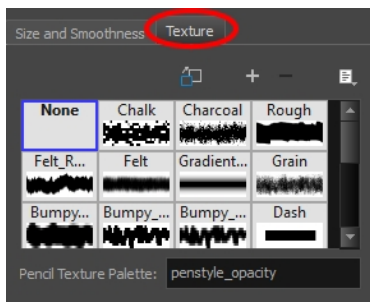 Size and Smoothness Texture
None Chalk Charcoal Rough
Felt_R... Felt Gradient... Grain
Bumpy... Bumpy_... Bumpy_... Dash
Pencil Texture Palette: penstyle_opacity